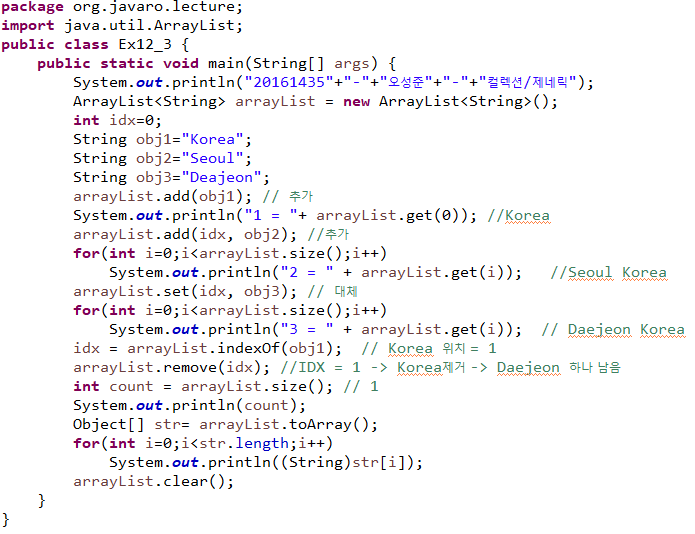 package org.javaro.lecture;
import java.util.ArrayList;
public class Ex12_3 {
    public static void main(String[] args) {
        System.out.println("20161435"+"-"+"오성준"+"-"+"컬렉션/제네릭");
        ArrayList<String> arrayList = new ArrayList<String>();
        int idx=0;
        String obj1="Korea";
        String obj2="Seoul";
        String obj3="Deajeon";
        arrayList.add(obj1); // 추가
        System.out.println("1 = "+ arrayList.get(0)); //Korea
        arrayList.add(idx, obj2); //추가
        for(int i=0;i<arrayList.size();i++)
            System.out.println("2 = " + arrayList.get(i));   //Seoul Korea
        arrayList.set(idx, obj3); // 대체
        for(int i=0;i<arrayList.size();i++)
            System.out.println("3 = " + arrayList.get(i));  // Daejeon Korea
        idx = arrayList.indexOf(obj1);  // Korea 위치 = 1
        arrayList.remove(idx); //IDX = 1 -> Korea제거 -> Daejeon 하나 남음
        int count = arrayList.size(); // 1
        System.out.println(count);
        Object[] str= arrayList.toArray();
        for(int i=0;i<str.length;i++)
            System.out.println((String)str[i]);
        arrayList.clear();
    }
}